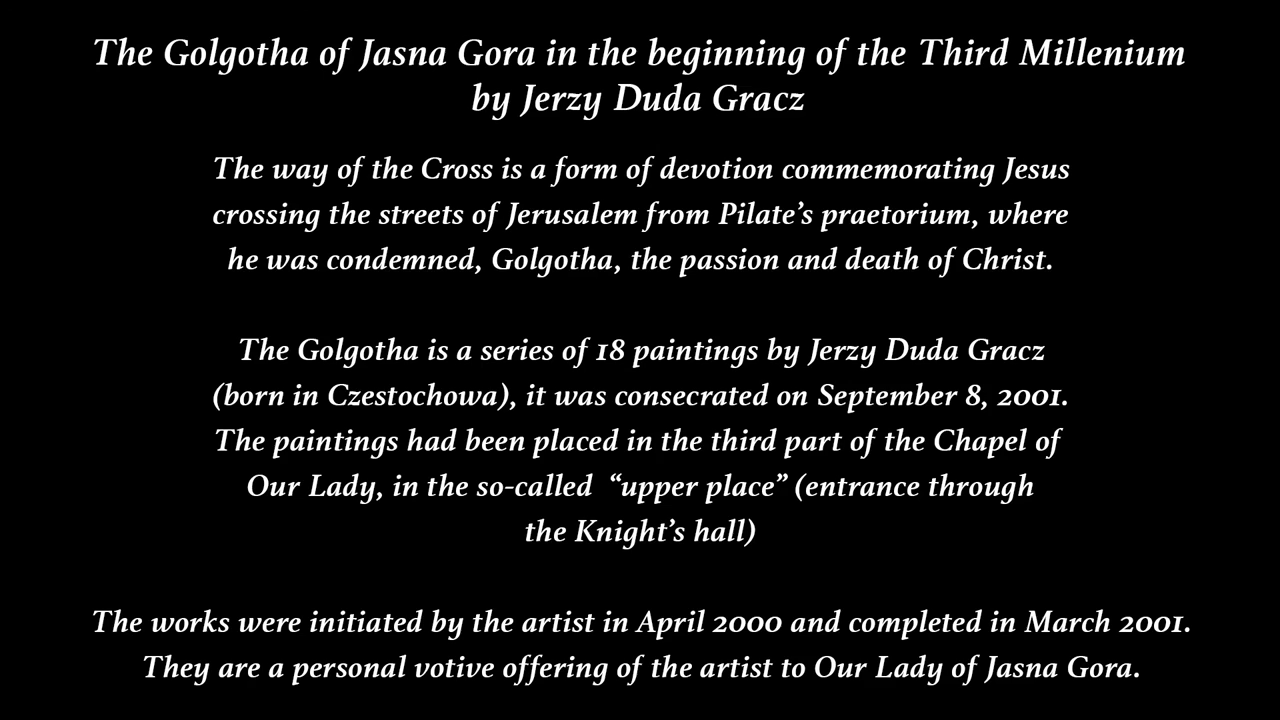 The Golgotha of Jasna Gora in the beginning of the Third Millenium
by Jerzy Duda Gracz
The way of the Cross is a form of devotion commemorating Jesus
crossing the streets of Jerusalem from Pilate’s praetorium, where
he was condemned, Golgotha, the passion and death of Christ.
The Golgotha is a series of 18 paintings by Jerzy Duda Gracz
(born in Czestochowa), it was consecrated on September 8, 2001.
The paintings had been placed in the third part of the Chapel of
Our Lady, in the so-called “upper place” (entrance through
the Knight’s hall)
The works were initiated by the artist in April 2000 and completed in March 2001.
They are a personal votive offering of the artist to Our Lady of Jasna Gora.